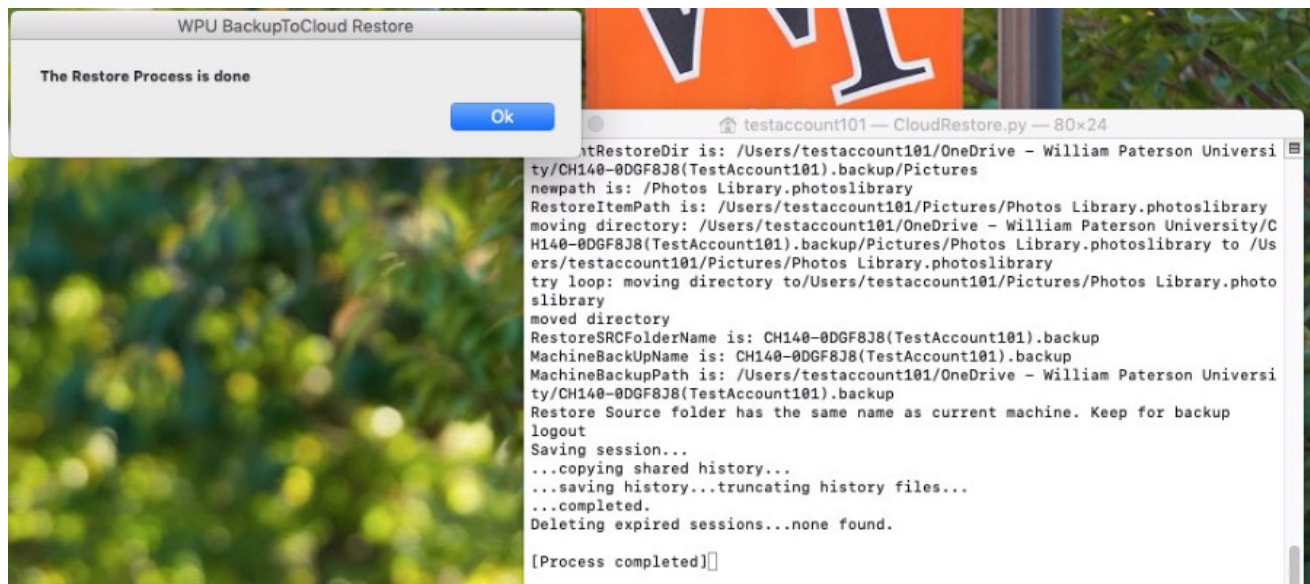 WPU BackupToCloud Restore
The Restore Process is done
Ok
testaccount101 — CloudRestore.py — 80×24
ntRestoreDir is: /Users/testaccount101/OneDrive - William Paterson Universi
ty/CH140-0DGF8J8(TestAccount101).backup/Pictures
newpath is: /Photos Library.photoslibrary
RestoreItemPath is: /Users/testaccount101/Pictures/Photos Library.photoslibrary
moving directory: /Users/testaccount101/OneDrive - William Paterson University/C
H140-0DGF8J8(TestAccount101).backup/Pictures/Photos Library.photoslibrary to /Us
ers/testaccount101/Pictures/Photos Library.photoslibrary
try loop: moving directory to/Users/testaccount101/Pictures/Photos Library.photo
slibrary
moved directory
RestoreSRCFolderName is: CH140-0DGF8J8(TestAccount101).backup
MachineBackUpName is: CH140-0DGF8J8(TestAccount101).backup
MachineBackupPath is: /Users/testaccount101/OneDrive - William Paterson Universi
ty/CH140-0DGF8J8(TestAccount101).backup
Restore Source folder has the same name as current machine. Keep for backup
logout
Saving session...
...copying shared history...
...saving history...truncating history files...
...completed.
Deleting expired sessions...none found.
[Process completed]